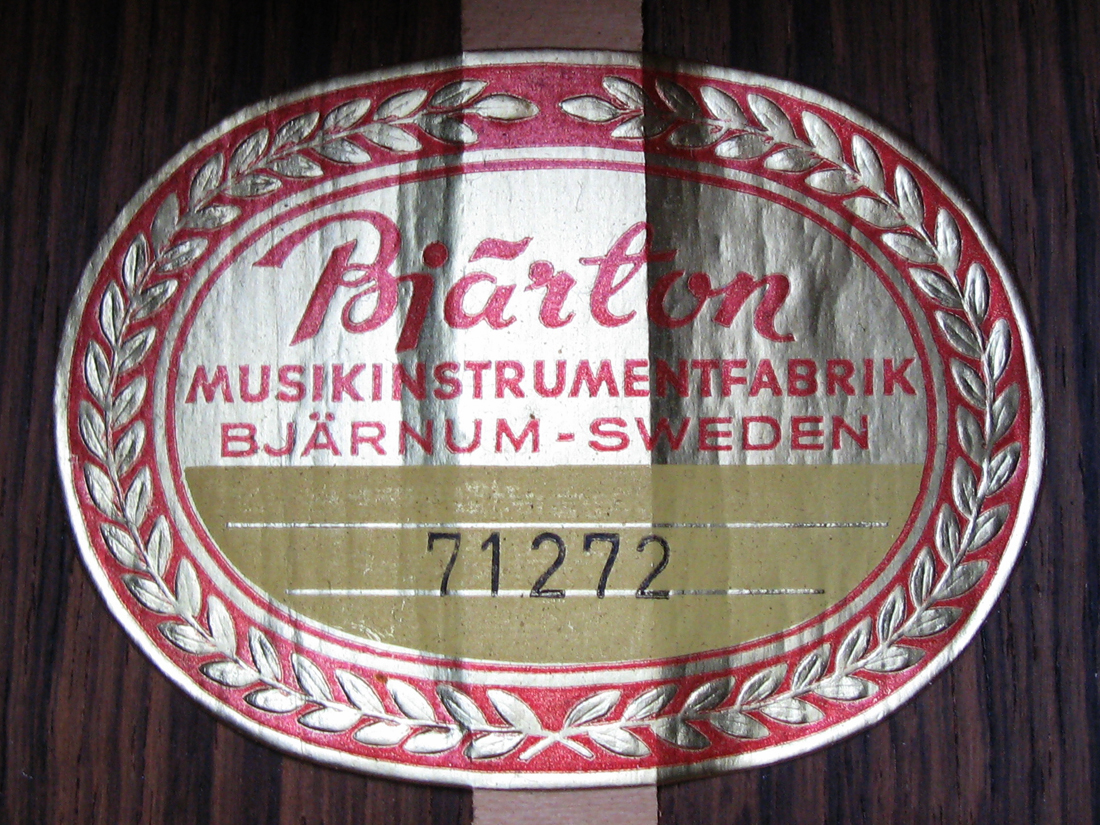 Bjärton
MUSIKINSTRUMENTFABRIK
BJÄRNUM-SWEDEN
71272